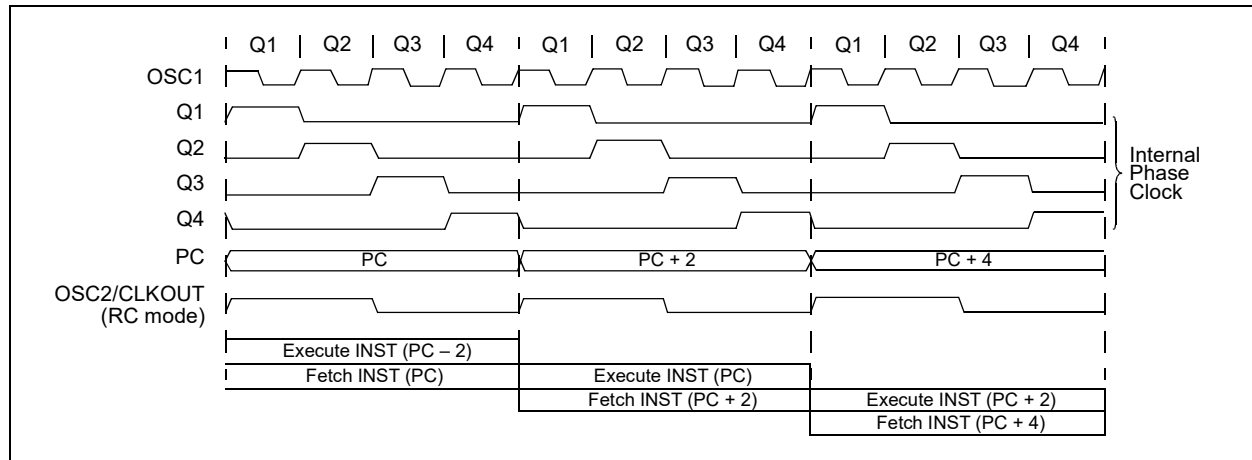 Q1 Q2 Q3 Q4 Q1 Q2 Q3 Q4 Q1 Q2 Q3 Q4
OSC1
Q1
Q2
Q3
Q4
Internal
Phase
Clock
PC PC PC + 2 PC + 4
OSC2/CLKOUT
(RC mode)
Execute INST (PC – 2)
Fetch INST (PC) Execute INST (PC)
Fetch INST (PC + 2) Execute INST (PC + 2)
Fetch INST (PC + 4)